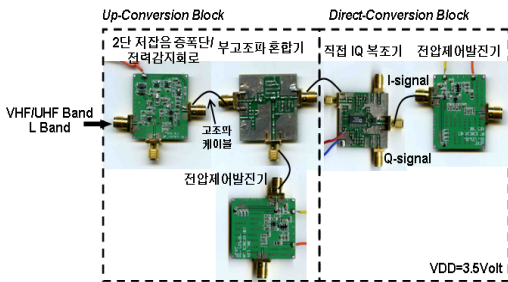 Up-Conversion Block
Direct-Conversion Block
2단 저잡음 증폭단/
전력감지회로
부고조파 혼합기
직접 IQ 복조기
전압제어발진기
I-signal
VHF/UHF Band
L Band
고조파
케이블
Q-signal
전압제어발진기
VDD=3.5Volt